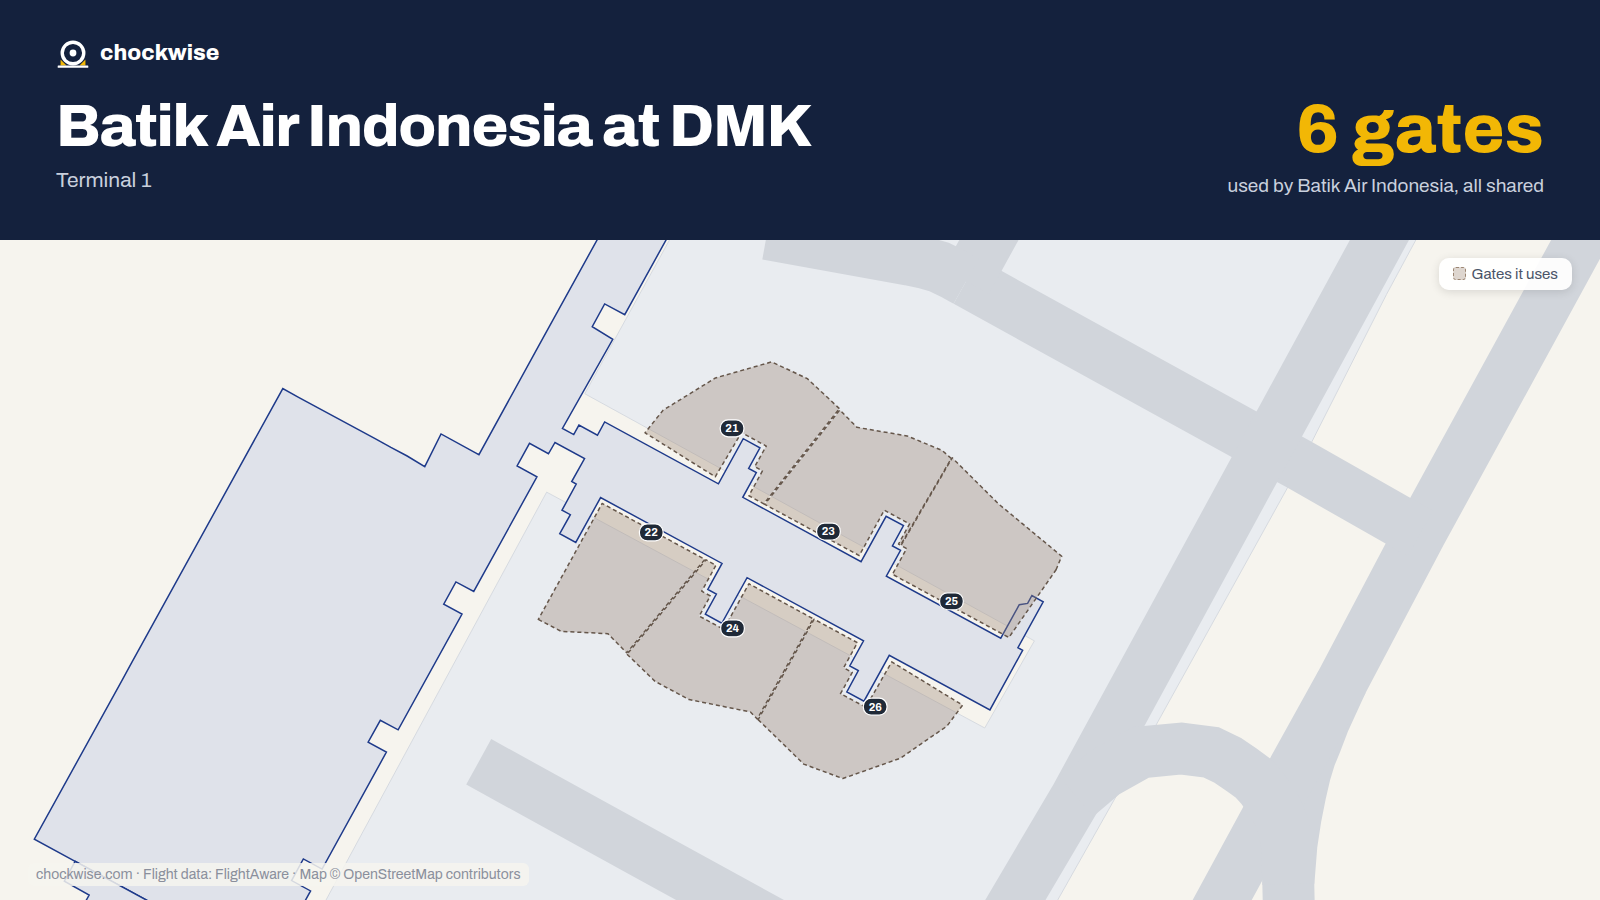 chockwise
Batik Air Indonesia at DMK
Terminal 1
6 gates
used by Batik Air Indonesia, all shared
Gates it uses
21
22
23
24
25
26
chockwise.com · Flight data: FlightAware · Map © OpenStreetMap contributors